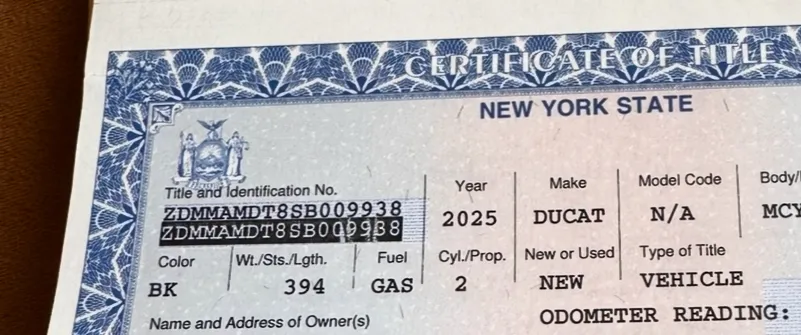 CERTIFICATE OF TITLE
NEW YORK STATE
Title and Identification No. Year Make Model Code
ZDMMAMDT8SB009938
ZDMMAMDT8SB009938 2025 DUCAT N/A MCY
Color Wt./Sts./Lgth. Fuel Cyl./Prop. New or Used Type of Title
BK 394 GAS 2 NEW VEHICLE
Name and Address of Owner(s) ODOMETER READING: